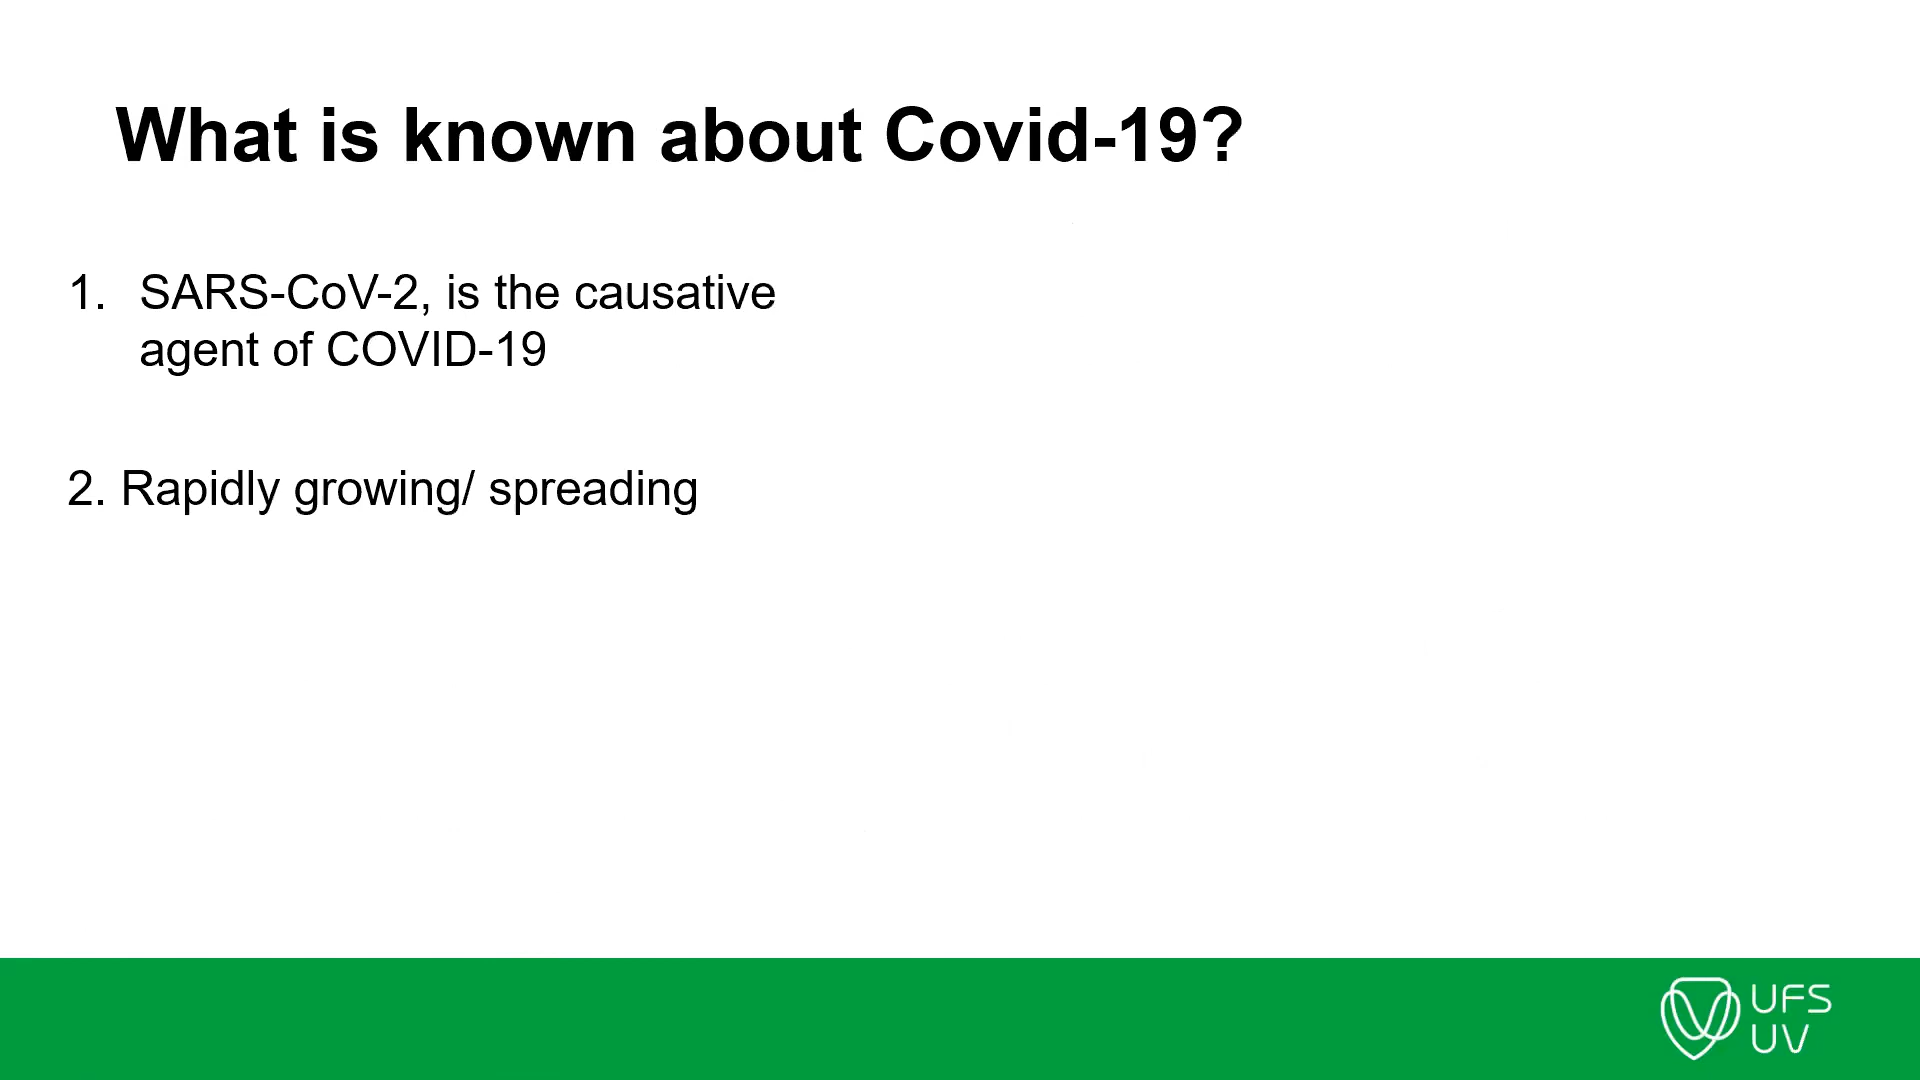 What is known about Covid-19?
1. SARS-CoV-2, is the causative
agent of COVID-19
2. Rapidly growing/ spreading
UFS
UV